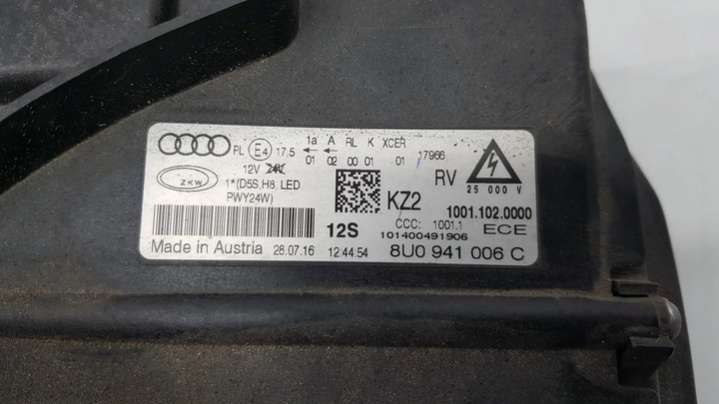 1a A RL K XCER
PL E4 17.5 01 02 00 01 01 17966
12V 24V
ZKW
1*(D5S, H8, LED
PWY24W)
KZ2
RV
25 000V
1001.102.0000
12S
CCC: 1001.1
ECE
101400491906
Made in Austria 28.07.16 12:44.54 8U0 941 006 C